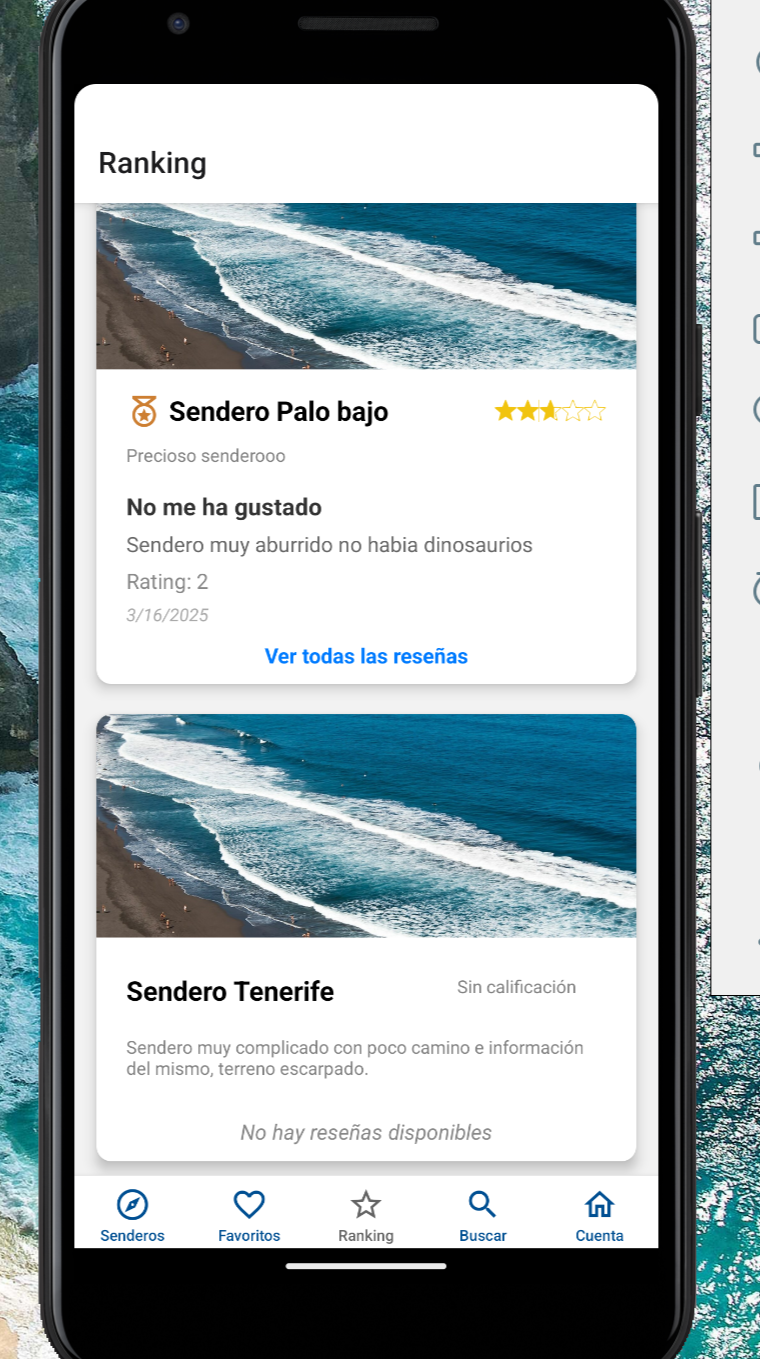 Ranking
Sendero Palo bajo
Precioso senderooo
No me ha gustado
Sendero muy aburrido no habia dinosaurios
Rating: 2
3/16/2025
Ver todas las reseñas
Sendero Tenerife
Sin calificación
Sendero muy complicado con poco camino e información
del mismo, terreno escarpado.
No hay reseñas disponibles
Senderos
Favoritos
Ranking
Buscar
Cuenta